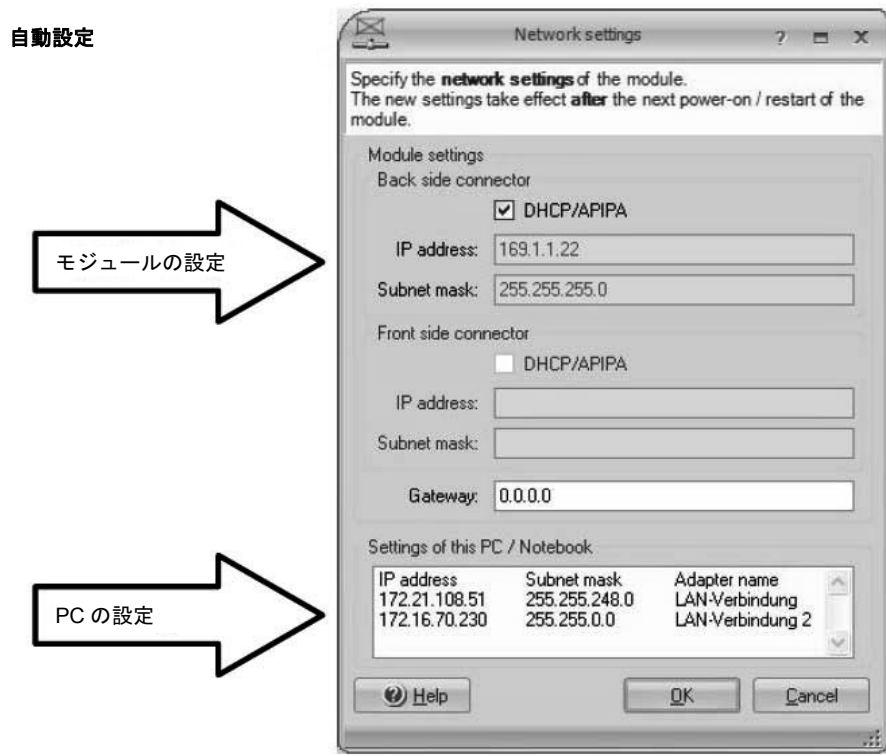 自動設定
Network settings
Specify the network settings of the module.
The new settings take effect after the next power-on / restart of the
module.
Module settings
Back side connector
DHCP/APIPA
IP address: 169.1.1.22
Subnet mask: 255.255.255.0
モジュールの設定
Front side connector
DHCP/APIPA
IP address:
Subnet mask:
Gateway: 0.0.0.0
Settings of this PC / Notebook
IP address Subnet mask Adapter name
172.21.108.51 255.255.248.0 LAN-Verbindung
172.16.70.230 255.255.0.0 LAN-Verbindung 2
PC の設定
Help OK Cancel